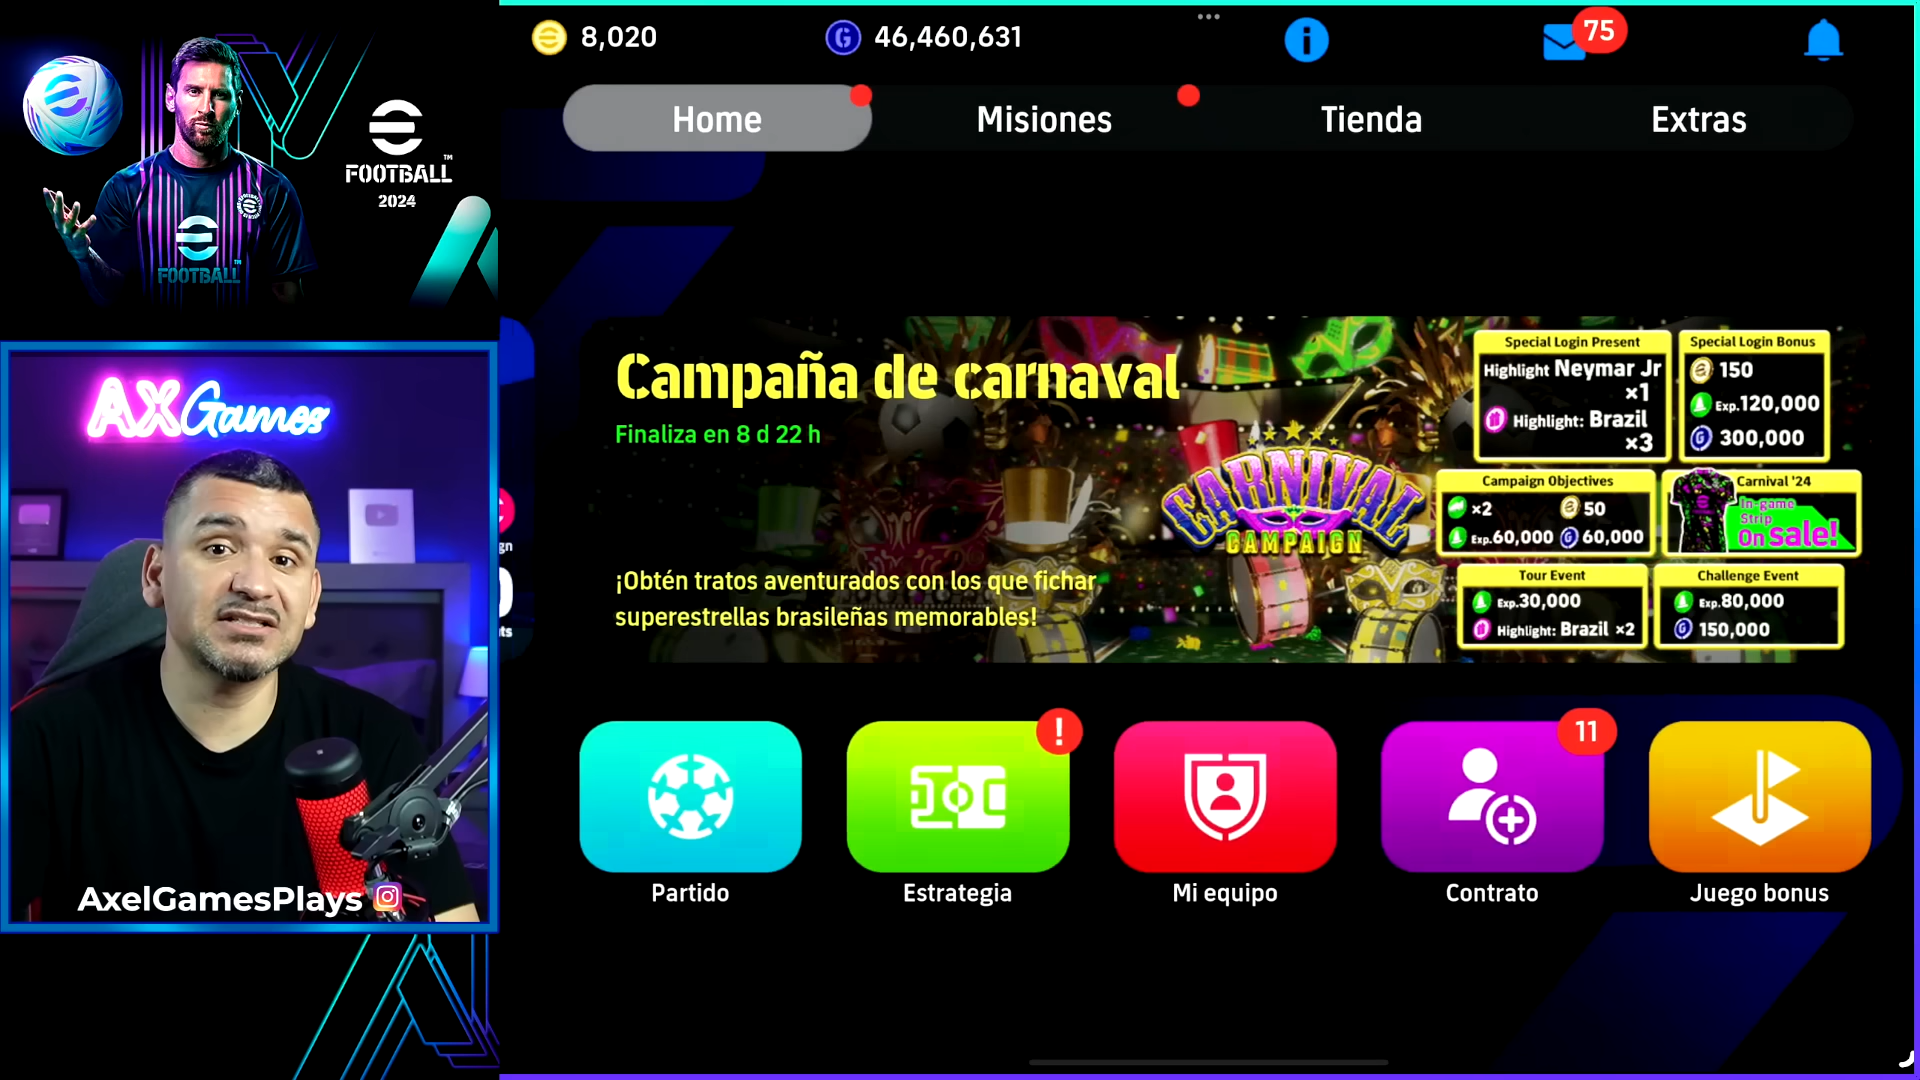 FOOTBALL™
2024
FOOTBALL™
AX Games
AxelGamesPlays
8,020
46,460,631
75
Home
Misiones
Tienda
Extras
Campaña de carnaval
Finaliza en 8 d 22 h
¡Obtén tratos aventurados con los que fichar
superestrellas brasileñas memorables!
CARNIVAL
CAMPAIGN
Special Login Present
Highlight Neymar Jr
×1
Highlight: Brazil
×3
Special Login Bonus
150
Exp.120,000
300,000
Campaign Objectives
×2
50
Exp.60,000
60,000
Carnival '24
In-game
Strip
On sale!
Tour Event
Exp.30,000
Highlight: Brazil ×2
Challenge Event
Exp.80,000
150,000
!
11
Partido
Estrategia
Mi equipo
Contrato
Juego bonus